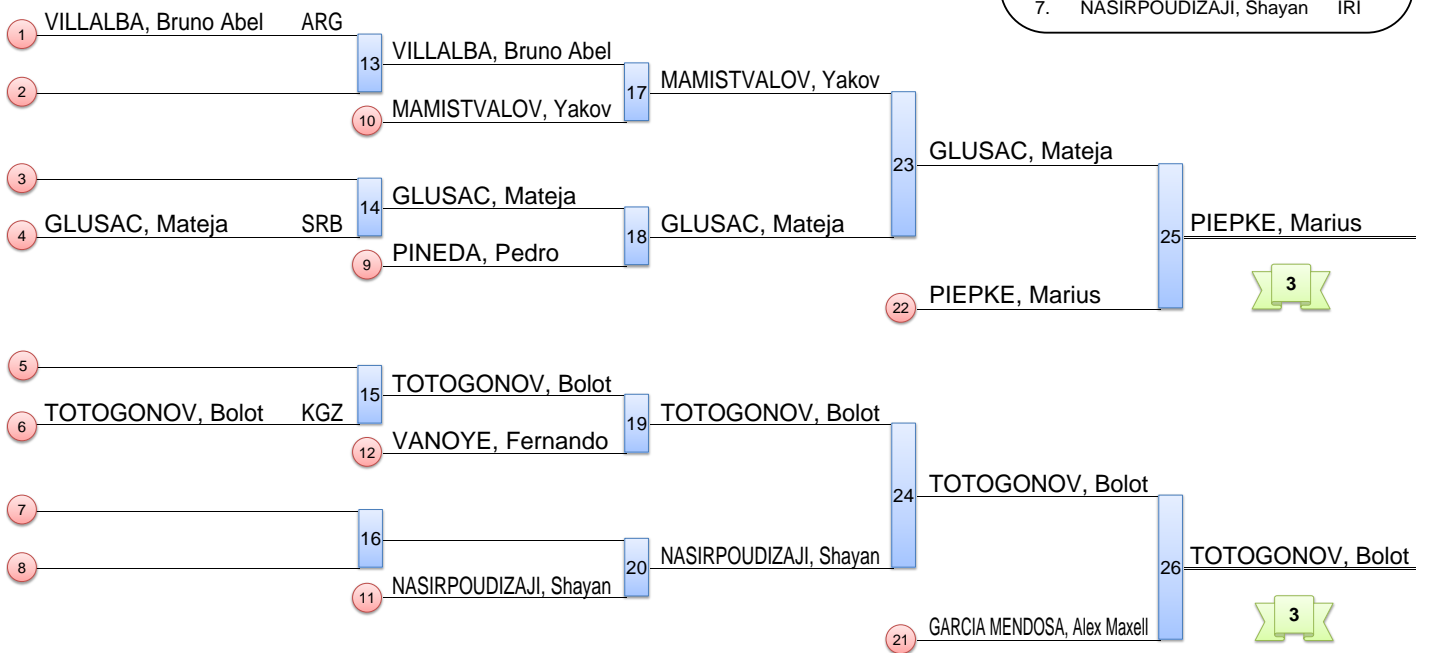 7. NASIRPOUDIZAJI, Shayan IRI
1 VILLALBA, Bruno Abel ARG
13 VILLALBA, Bruno Abel
2
17 MAMISTVALOV, Yakov
10 MAMISTVALOV, Yakov
23 GLUSAC, Mateja
3
14 GLUSAC, Mateja
4 GLUSAC, Mateja SRB
18 GLUSAC, Mateja
9 PINEDA, Pedro
25 PIEPKE, Marius
3
22 PIEPKE, Marius
5
15 TOTOGONOV, Bolot
6 TOTOGONOV, Bolot KGZ
19 TOTOGONOV, Bolot
12 VANOYE, Fernando
24 TOTOGONOV, Bolot
7
16
8
20 NASIRPOUDIZAJI, Shayan
11 NASIRPOUDIZAJI, Shayan
26 TOTOGONOV, Bolot
3
21 GARCIA MENDOSA, Alex Maxell